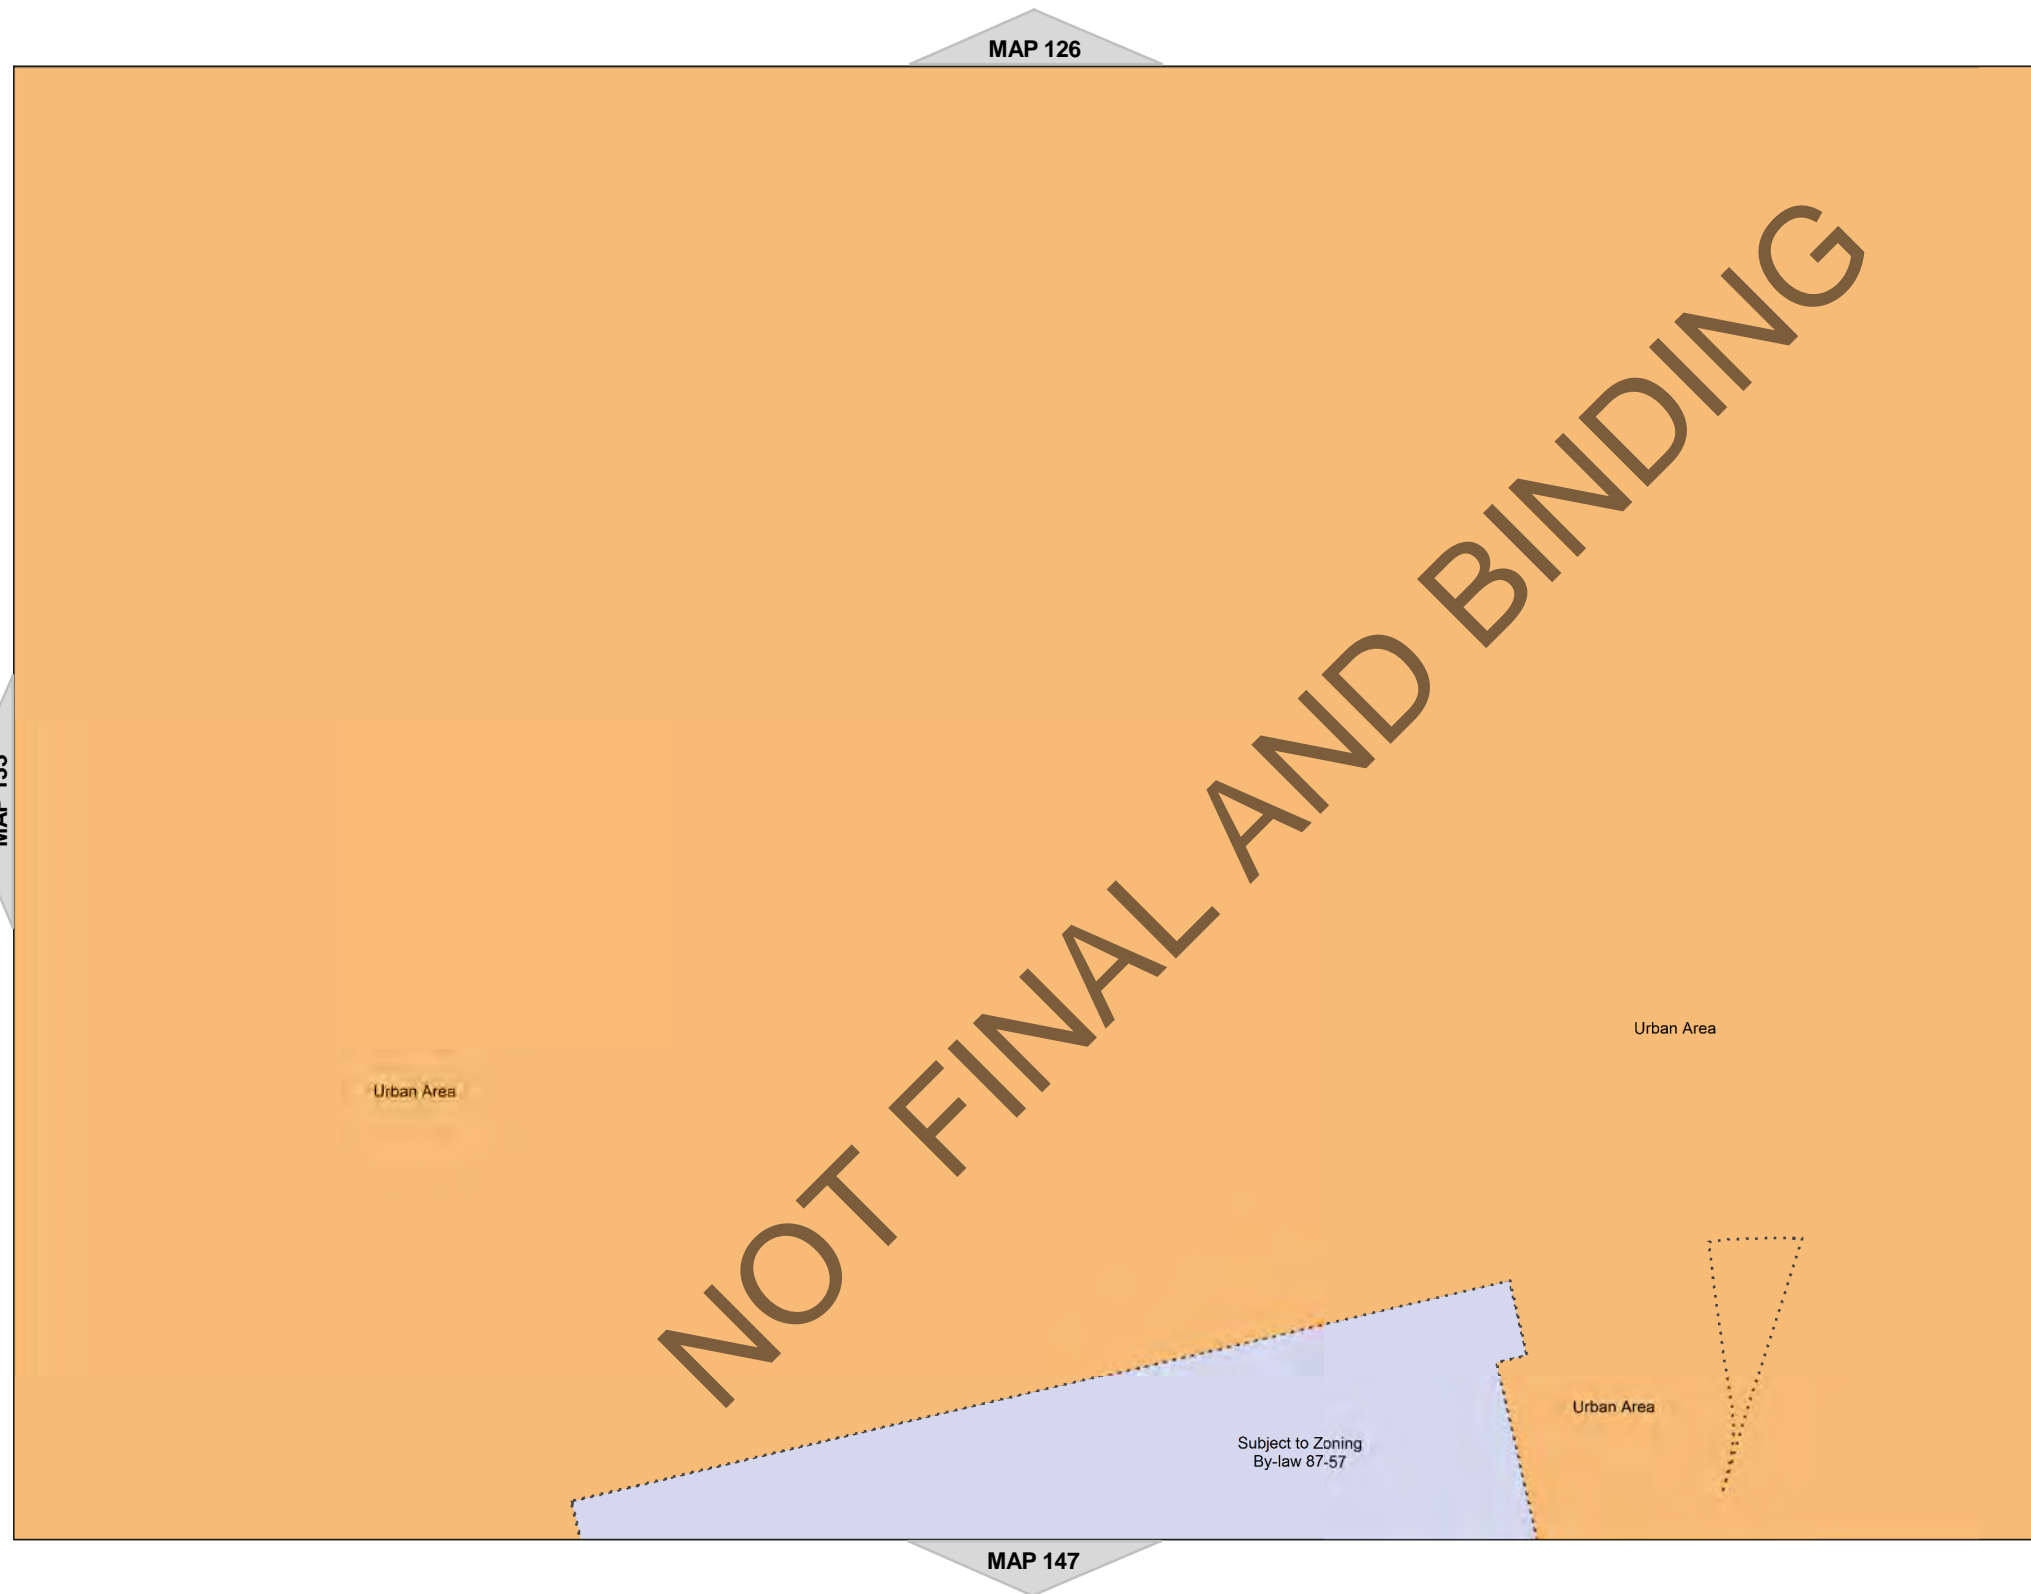 MAP 126
NOT FINAL AND BINDING
Urban Area
Urban Area
Urban Area
Subject to Zoning
By-law 87-57
MAP 147